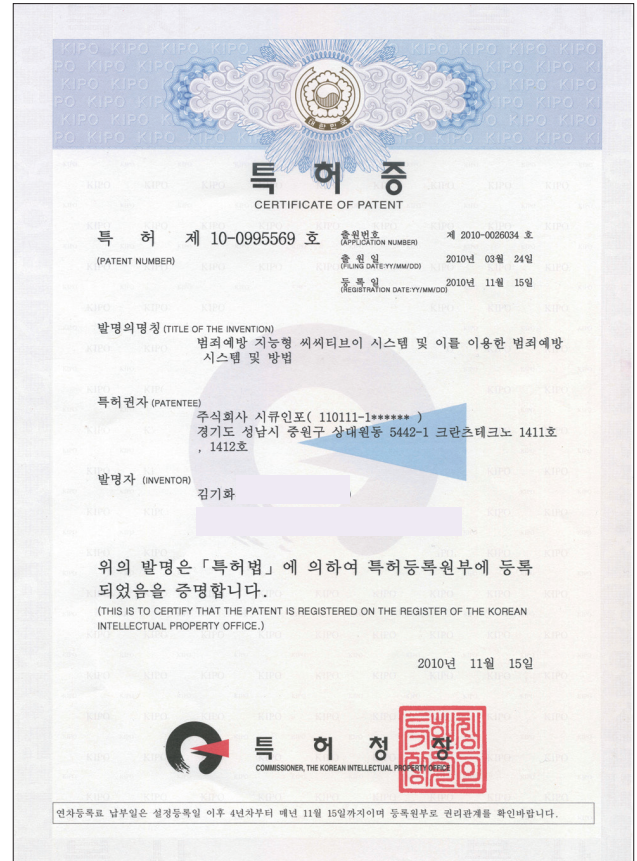 특허증
CERTIFICATE OF PATENT
특 허 제 10-0995569 호
(PATENT NUMBER)
출원번호 제 2010-0026034 호
(APPLICATION NUMBER)
출원일 2010년 03월 24일
(FILING DATE:YY/MM/DD)
등록일 2010년 11월 15일
(REGISTRATION DATE:YY/MM/DD)
발명의명칭 (TITLE OF THE INVENTION)
범죄예방 지능형 씨씨티브이 시스템 및 이를 이용한 범죄예방
시스템 및 방법
특허권자 (PATENTEE)
주식회사 시큐인포( 110111-1****** )
경기도 성남시 중원구 상대원동 5442-1 크란츠테크노 1411호
, 1412호
발명자 (INVENTOR)
김기화
위의 발명은 「특허법」에 의하여 특허등록원부에 등록
되었음을 증명합니다.
(THIS IS TO CERTIFY THAT THE PATENT IS REGISTERED ON THE REGISTER OF THE KOREAN
INTELLECTUAL PROPERTY OFFICE.)
2010년 11월 15일
특허청장
COMMISSIONER, THE KOREAN INTELLECTUAL PROPERTY OFFICE
연차등록료 납부일은 설정등록일 이후 4년차부터 매년 11월 15일까지이며 등록원부로 권리관계를 확인바랍니다.